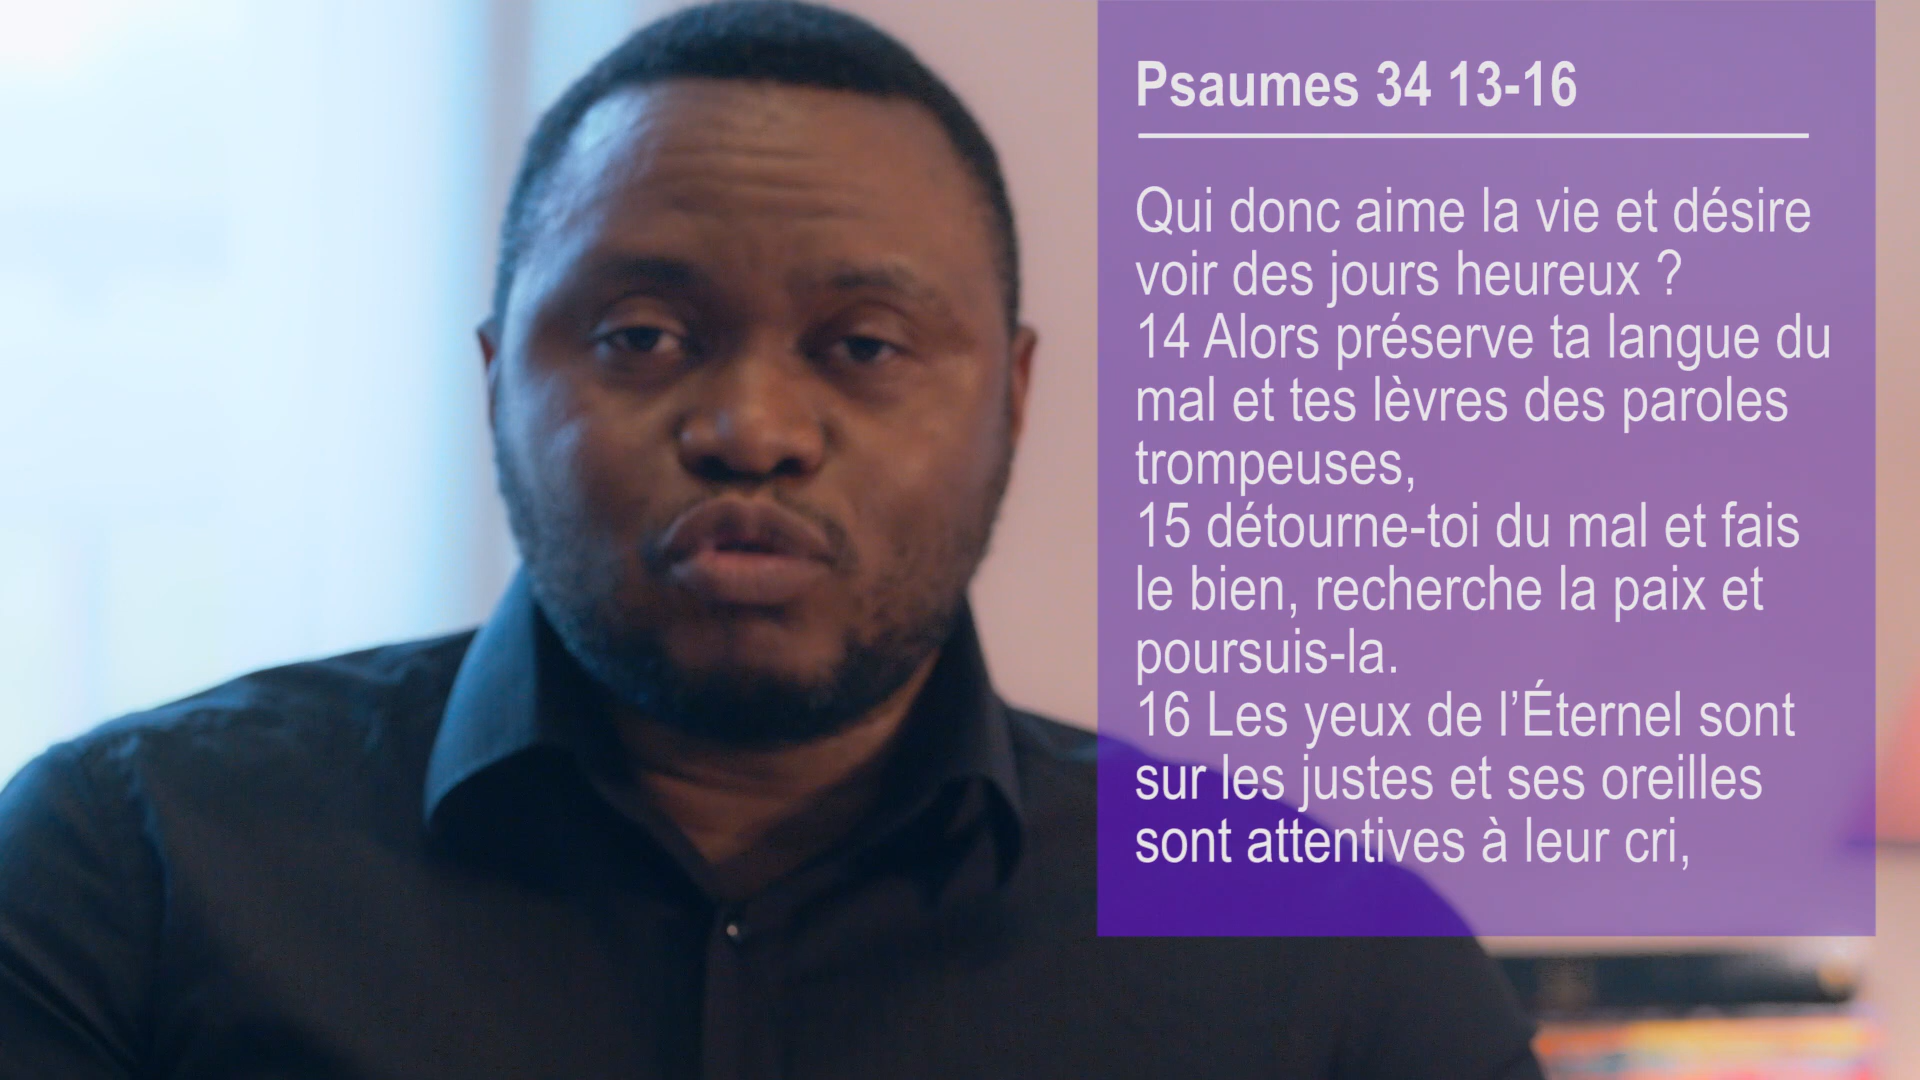 Psaumes 34 13-16
Qui donc aime la vie et désire
voir des jours heureux ?
14 Alors préserve ta langue du
mal et tes lèvres des paroles
trompeuses,
15 détourne-toi du mal et fais
le bien, recherche la paix et
poursuis-la.
16 Les yeux de l’Éternel sont
sur les justes et ses oreilles
sont attentives à leur cri,